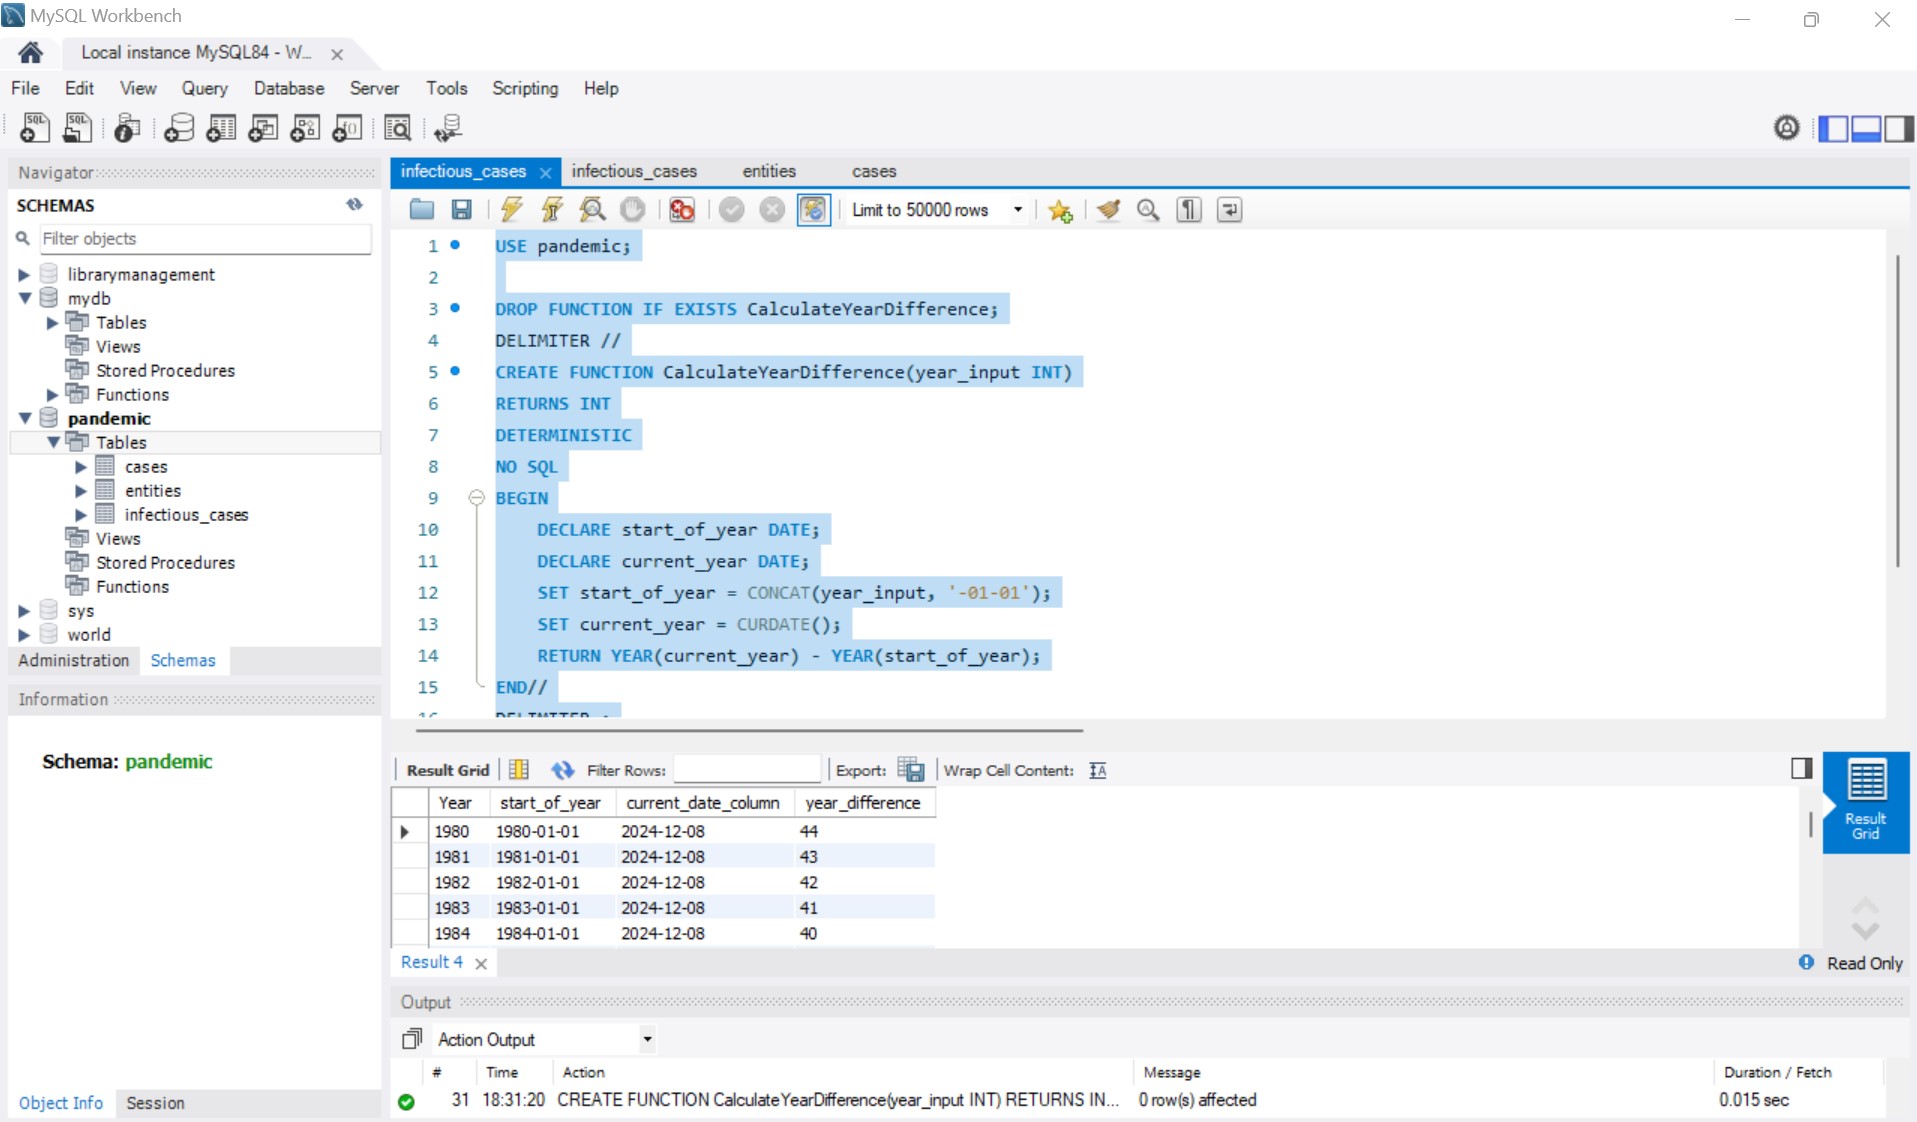 MySQL Workbench
Local instance MySQL84 - W...
File Edit View Query Database Server Tools Scripting Help
Navigator
SCHEMAS
Filter objects
librarymanagement
mydb
Tables
Views
Stored Procedures
Functions
pandemic
Tables
cases
entities
infectious_cases
Views
Stored Procedures
Functions
sys
world
Administration Schemas
Information
Schema: pandemic
Object Info Session
infectious_cases infectious_cases entities cases
Limit to 50000 rows
1 USE pandemic;
2
3 DROP FUNCTION IF EXISTS CalculateYearDifference;
4 DELIMITER //
5 CREATE FUNCTION CalculateYearDifference(year_input INT)
6 RETURNS INT
7 DETERMINISTIC
8 NO SQL
9 BEGIN
10 DECLARE start_of_year DATE;
11 DECLARE current_year DATE;
12 SET start_of_year = CONCAT(year_input, '-01-01');
13 SET current_year = CURDATE();
14 RETURN YEAR(current_year) - YEAR(start_of_year);
15 END//
16 DELIMITER ;
Result Grid Filter Rows: Export: Wrap Cell Content:
Year start_of_year current_date_column year_difference
1980 1980-01-01 2024-12-08 44
1981 1981-01-01 2024-12-08 43
1982 1982-01-01 2024-12-08 42
1983 1983-01-01 2024-12-08 41
1984 1984-01-01 2024-12-08 40
Result Grid
Result 4
Read Only
Output
Action Output
# Time Action Message Duration / Fetch
31 18:31:20 CREATE FUNCTION CalculateYearDifference(year_input INT) RETURNS IN... 0 row(s) affected 0.015 sec